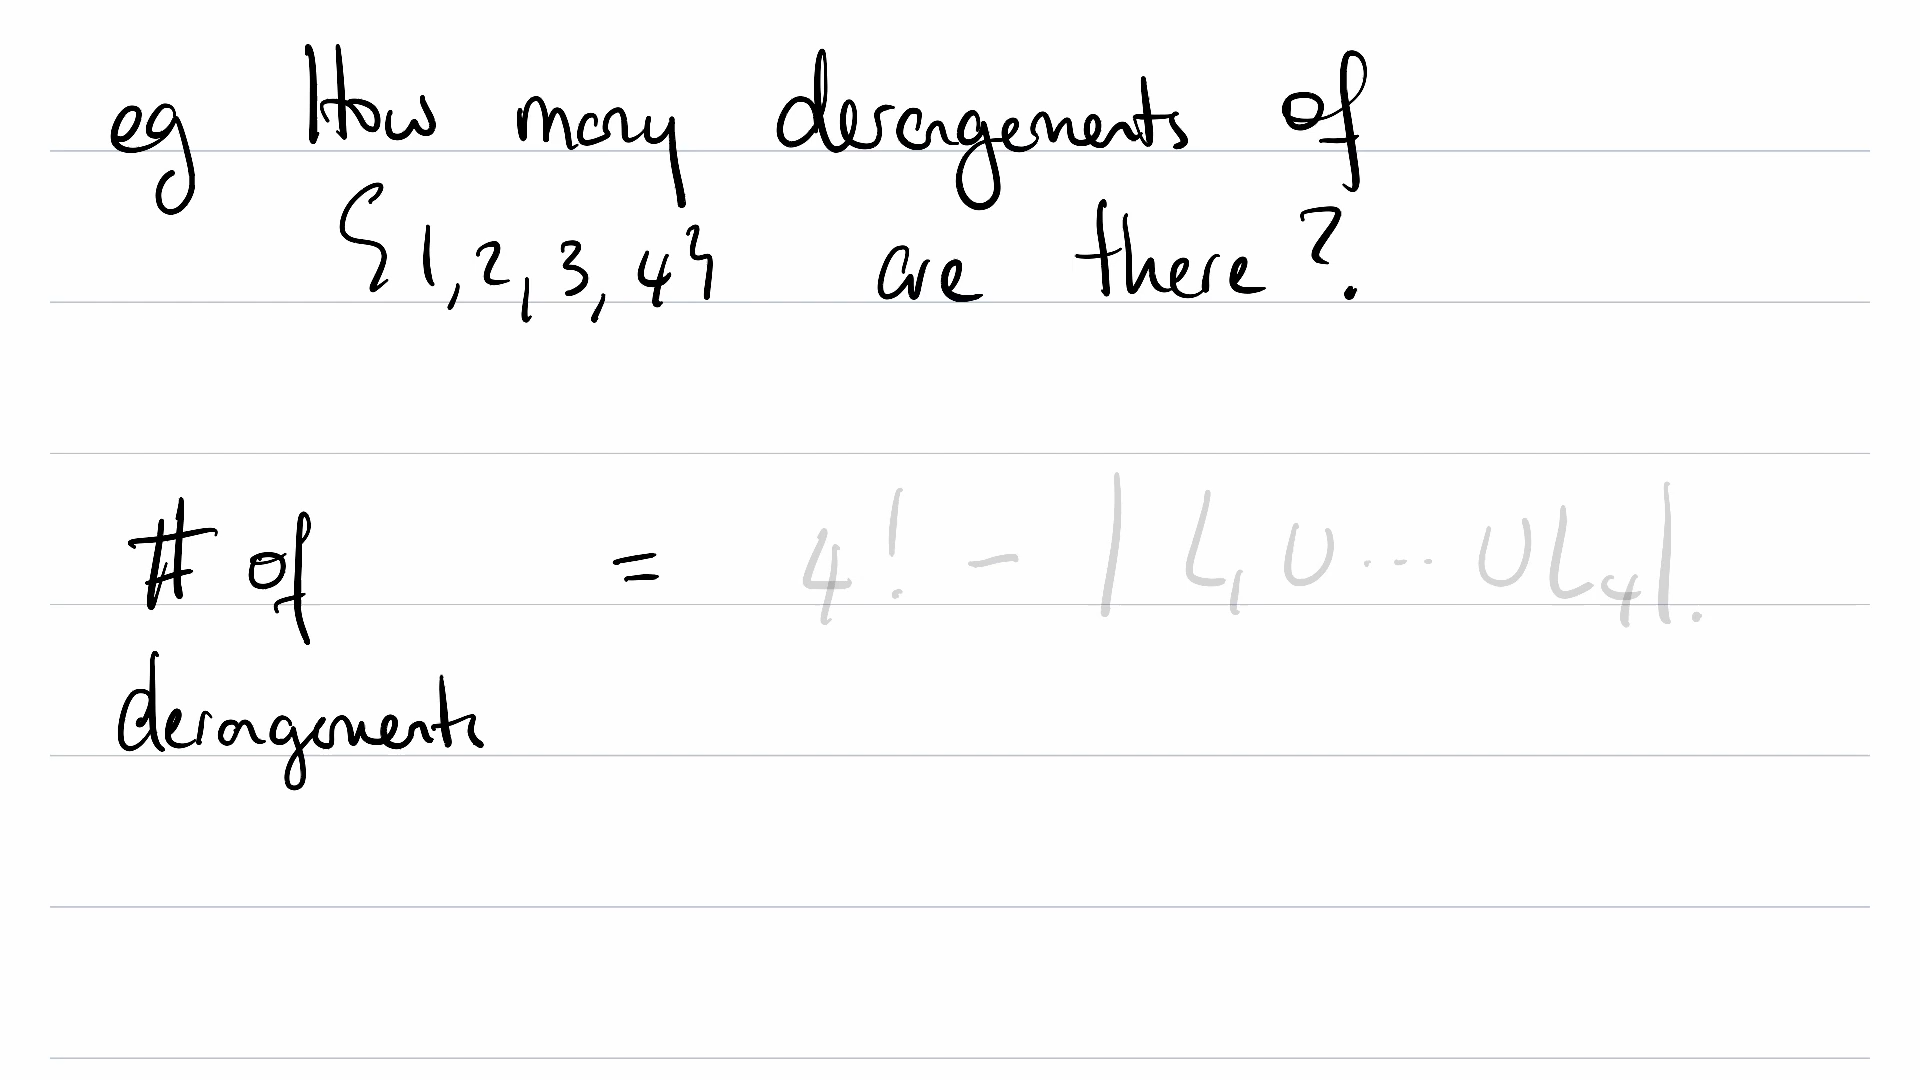 eg How many derangements of
{1, 2, 3, 4} are there?
# of = 4! - | L₁ ∪ ... ∪ L₄ |.
derangements